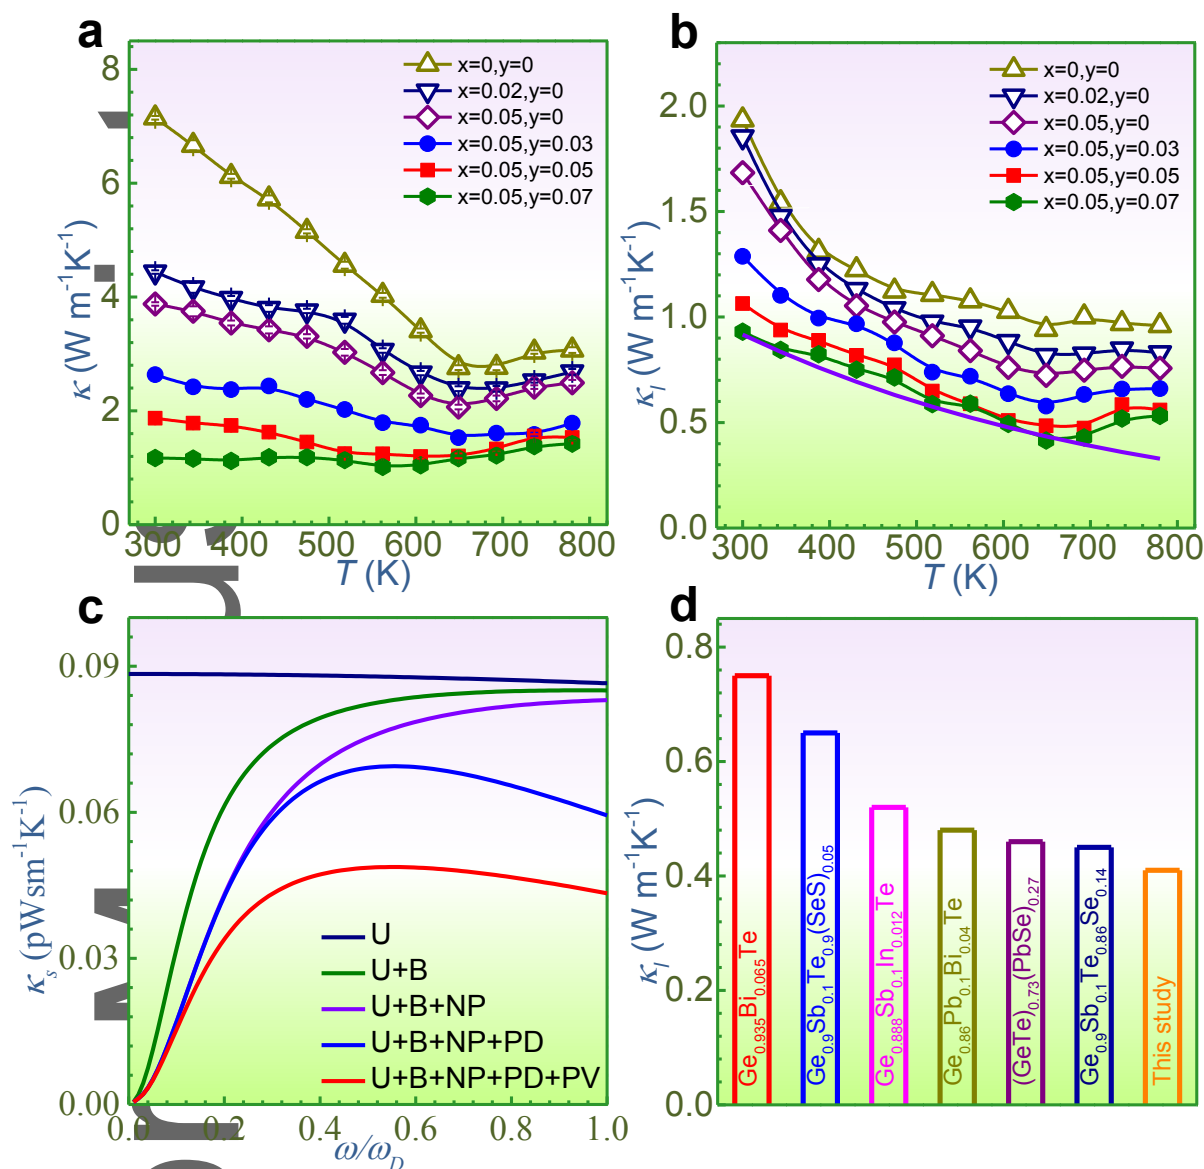 a
8
6
4
2
0
κ (W m⁻¹K⁻¹)
x=0,y=0
x=0.02,y=0
x=0.05,y=0
x=0.05,y=0.03
x=0.05,y=0.05
x=0.05,y=0.07
300 400 500 600 700 800
T (K)
b
2.0
1.5
1.0
0.5
0.0
κl (W m⁻¹K⁻¹)
x=0,y=0
x=0.02,y=0
x=0.05,y=0
x=0.05,y=0.03
x=0.05,y=0.05
x=0.05,y=0.07
300 400 500 600 700 800
T (K)
c
0.09
0.06
0.03
0.00
κs (pWsm⁻¹K⁻¹)
U
U+B
U+B+NP
U+B+NP+PD
U+B+NP+PD+PV
0.0 0.2 0.4 0.6 0.8 1.0
ω/ωD
d
0.8
0.6
0.4
0.2
0.0
κl (W m⁻¹K⁻¹)
Ge0.935Bi0.065Te
Ge0.9Sb0.1Te0.9(SeS)0.05
Ge0.888Sb0.1In0.012Te
Ge0.86Pb0.1Bi0.04Te
(GeTe)0.73(PbSe)0.27
Ge0.9Sb0.1Te0.86Se0.14
This study